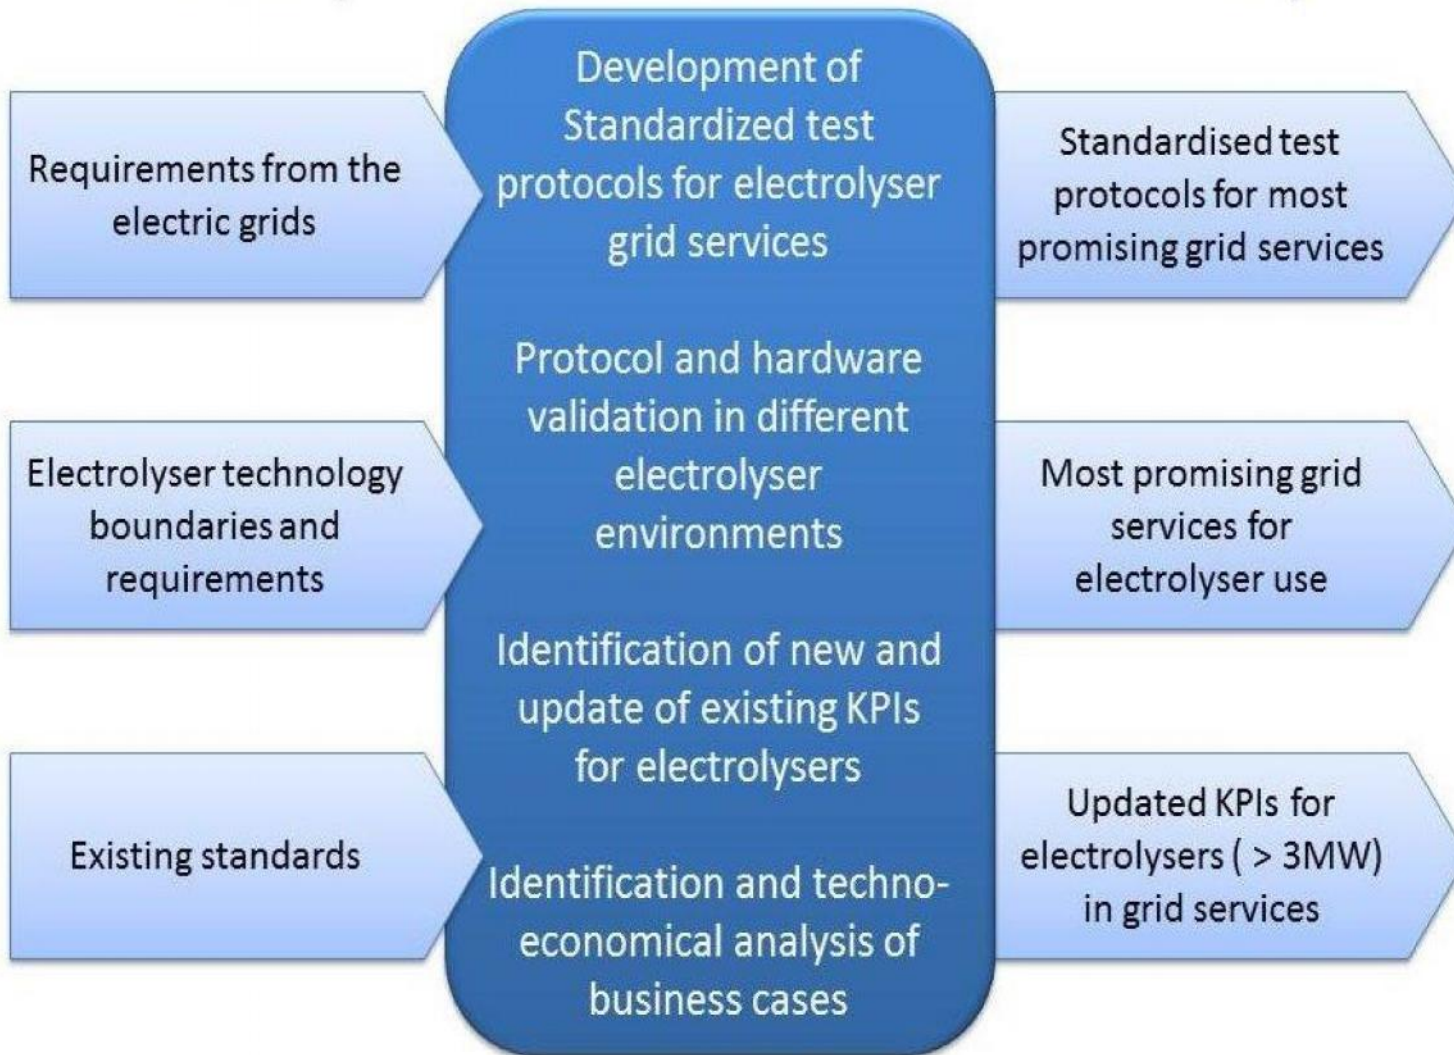 Requirements from the
electric grids
Electrolyser technology
boundaries and
requirements
Existing standards
Development of
Standardized test
protocols for electrolyser
grid services
Protocol and hardware
validation in different
electrolyser
environments
Identification of new and
update of existing KPIs
for electrolysers
Identification and techno-
economical analysis of
business cases
Standardised test
protocols for most
promising grid services
Most promising grid
services for
electrolyser use
Updated KPIs for
electrolysers ( > 3MW)
in grid services